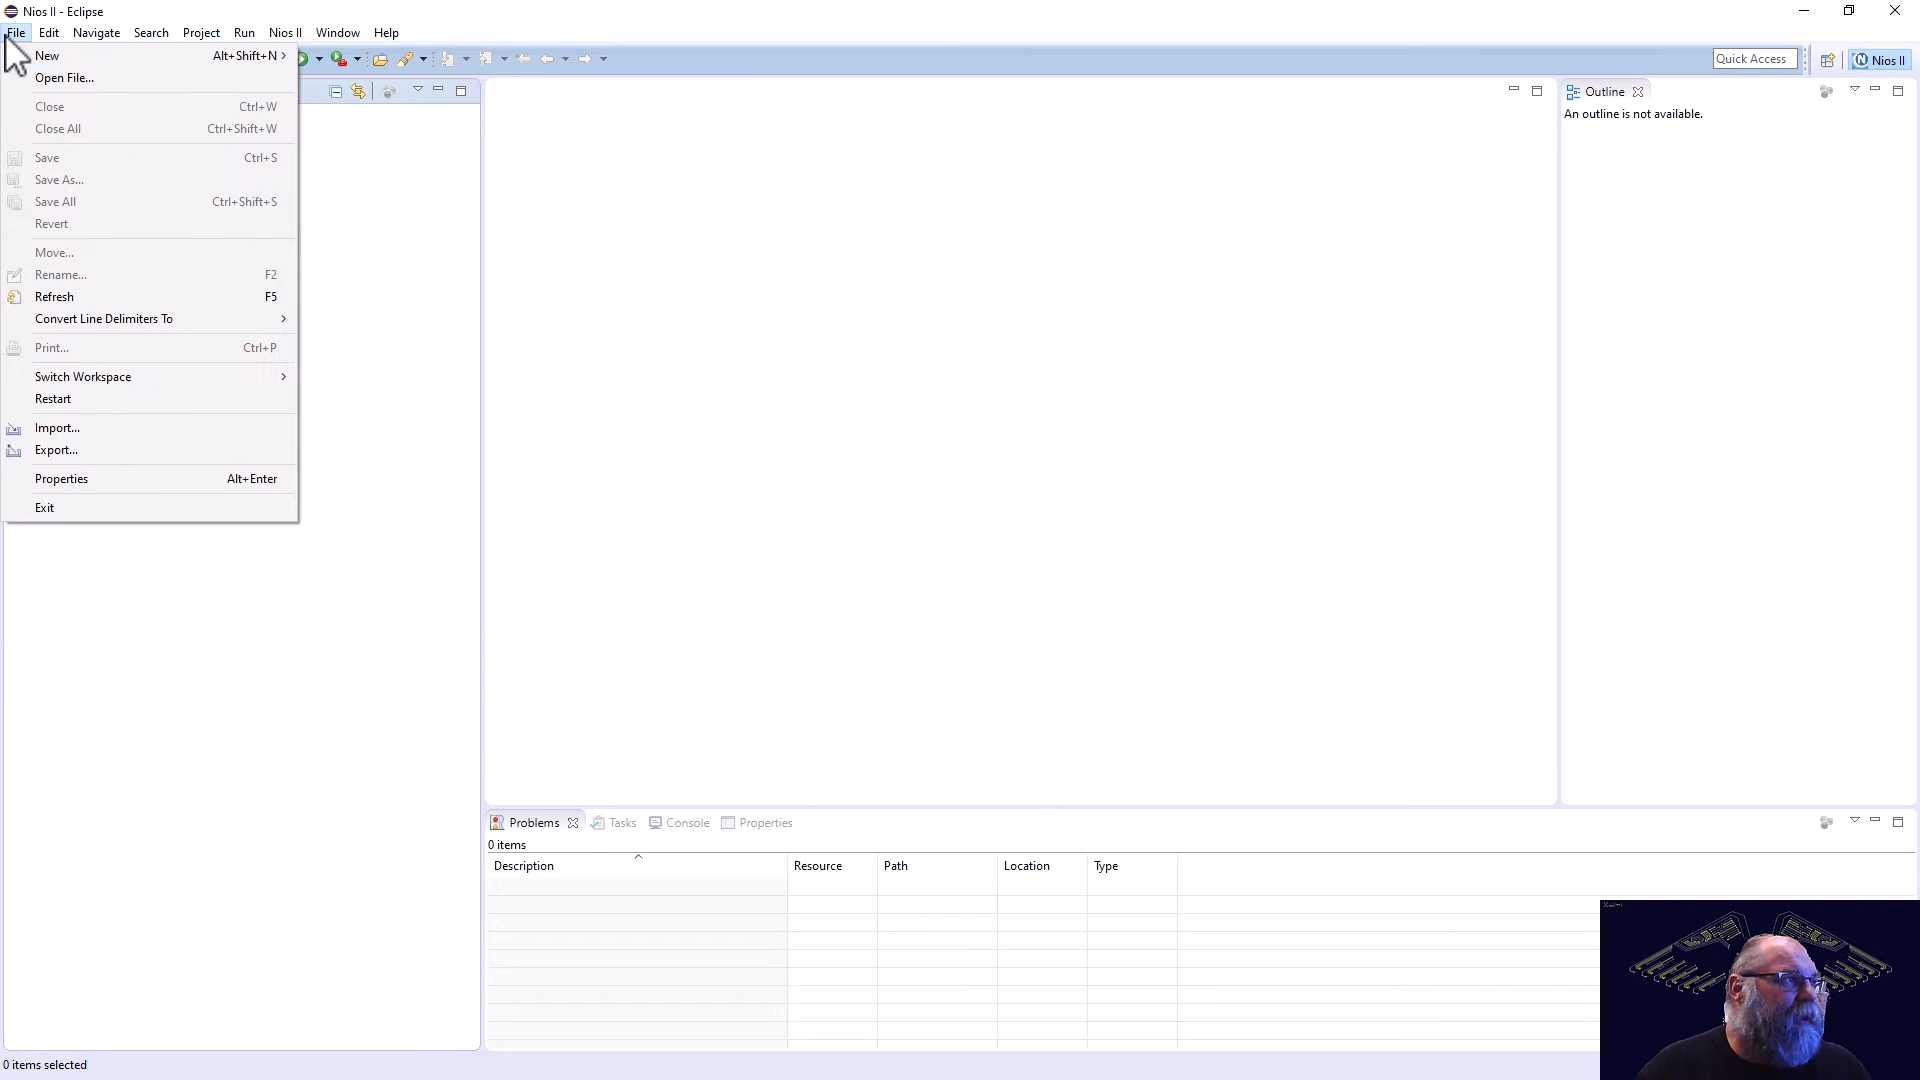 Nios II - Eclipse
File Edit Navigate Search Project Run Nios II Window Help
New Alt+Shift+N
Open File...
Close Ctrl+W
Close All Ctrl+Shift+W
Save Ctrl+S
Save As...
Save All Ctrl+Shift+S
Revert
Move...
Rename... F2
Refresh F5
Convert Line Delimiters To
Print... Ctrl+P
Switch Workspace
Restart
Import...
Export...
Properties Alt+Enter
Exit
Quick Access
Nios II
Outline
An outline is not available.
Problems Tasks Console Properties
0 items
Description Resource Path Location Type
0 items selected